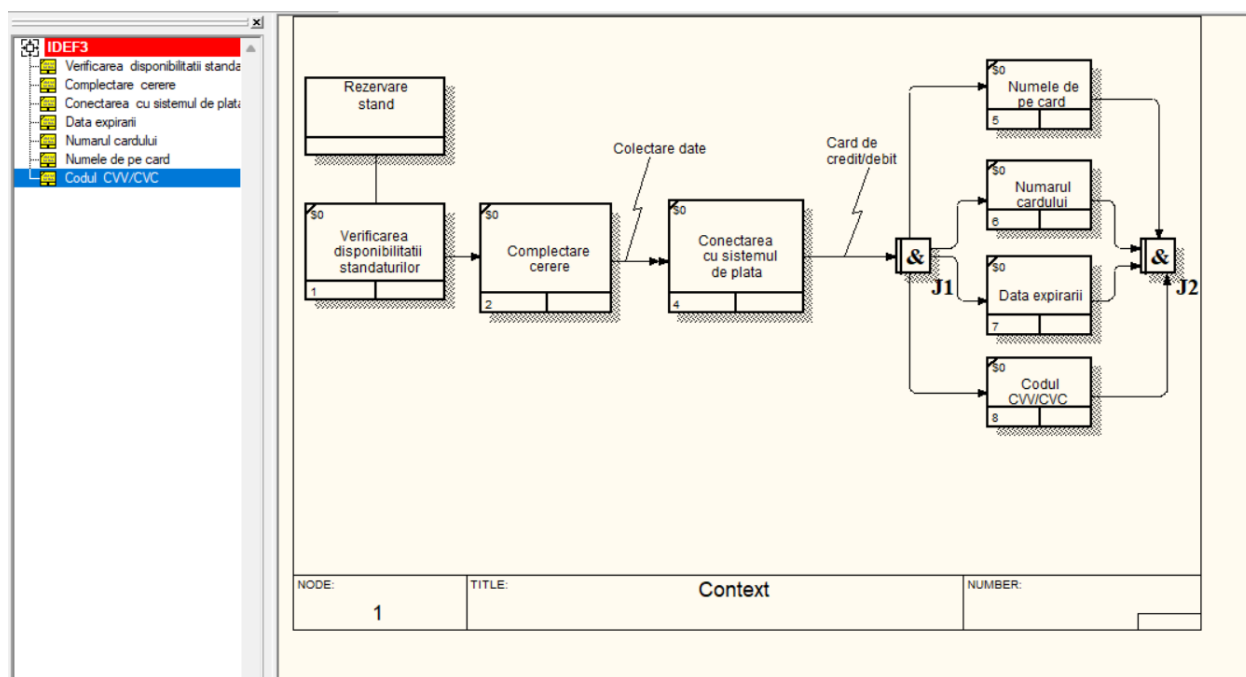 IDEF3
Verificarea disponibilitatii standa
Complectare cerere
Conectarea cu sistemul de plata
Data expirarii
Numarul cardului
Numele de pe card
Codul CVV/CVC
Rezervare
stand
$0
Verificarea
disponibilitatii
standaturilor
1
$0
Complectare
cerere
2
Colectare date
$0
Conectarea
cu sistemul
de plata
4
Card de
credit/debit
&
J1
$0
Numele de
pe card
5
$0
Numarul
cardului
6
$0
Data expirarii
7
$0
Codul
CVV/CVC
8
&
J2
NODE:
1
TITLE:
Context
NUMBER: